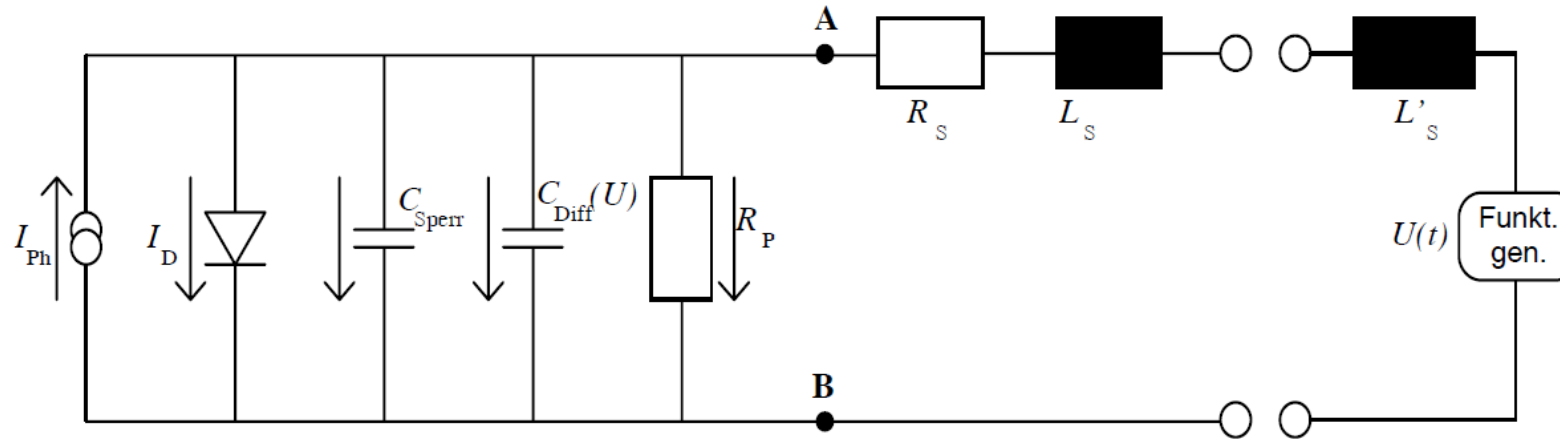 A
R_S
L_S
L’_S
I_Ph
I_D
C_Sperr
C_Diff(U)
R_P
U(t)
Funkt.
gen.
B